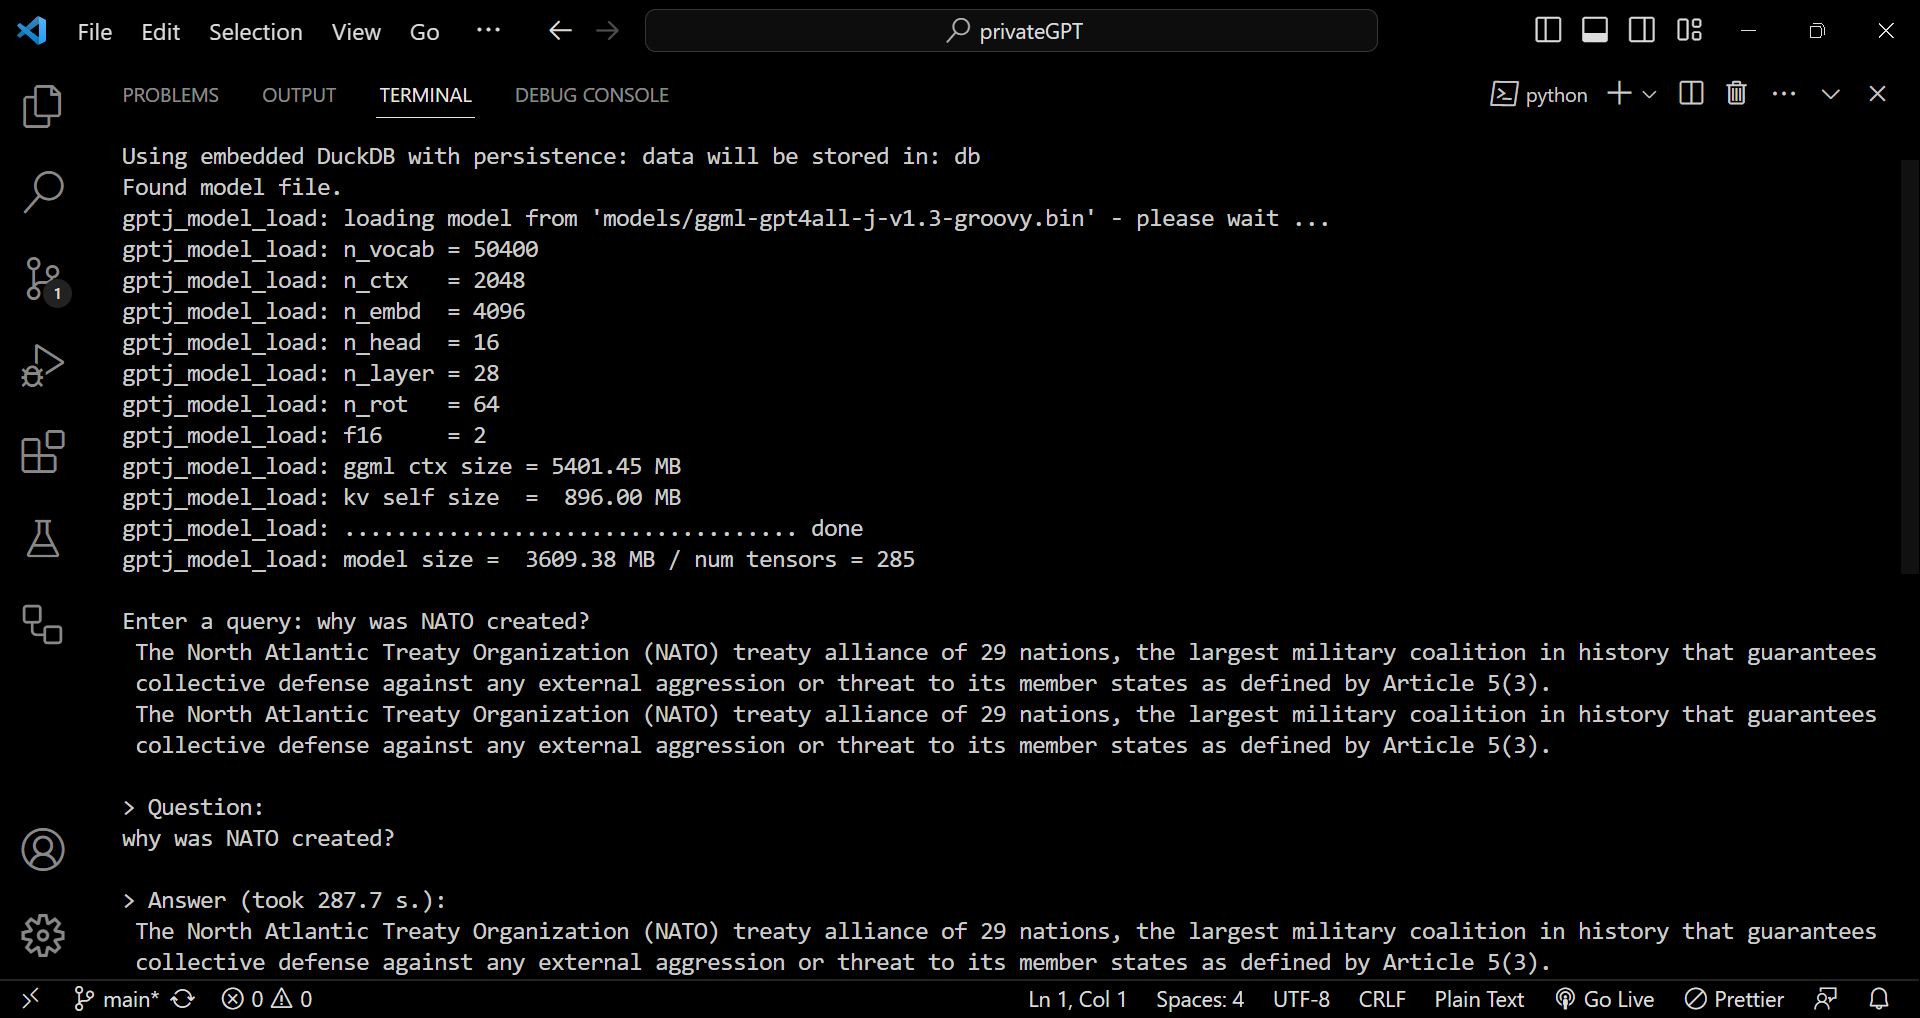 File Edit Selection View Go ··· privateGPT
PROBLEMS OUTPUT TERMINAL DEBUG CONSOLE python
Using embedded DuckDB with persistence: data will be stored in: db
Found model file.
gptj_model_load: loading model from 'models/ggml-gpt4all-j-v1.3-groovy.bin' - please wait ...
gptj_model_load: n_vocab = 50400
gptj_model_load: n_ctx   = 2048
gptj_model_load: n_embd  = 4096
gptj_model_load: n_head  = 16
gptj_model_load: n_layer = 28
gptj_model_load: n_rot   = 64
gptj_model_load: f16     = 2
gptj_model_load: ggml ctx size = 5401.45 MB
gptj_model_load: kv self size  =  896.00 MB
gptj_model_load: ................................... done
gptj_model_load: model size =  3609.38 MB / num tensors = 285
Enter a query: why was NATO created?
The North Atlantic Treaty Organization (NATO) treaty alliance of 29 nations, the largest military coalition in history that guarantees
collective defense against any external aggression or threat to its member states as defined by Article 5(3).
The North Atlantic Treaty Organization (NATO) treaty alliance of 29 nations, the largest military coalition in history that guarantees
collective defense against any external aggression or threat to its member states as defined by Article 5(3).
> Question:
why was NATO created?
> Answer (took 287.7 s.):
The North Atlantic Treaty Organization (NATO) treaty alliance of 29 nations, the largest military coalition in history that guarantees
collective defense against any external aggression or threat to its member states as defined by Article 5(3).
1
main* 0 0 Ln 1, Col 1 Spaces: 4 UTF-8 CRLF Plain Text Go Live Prettier